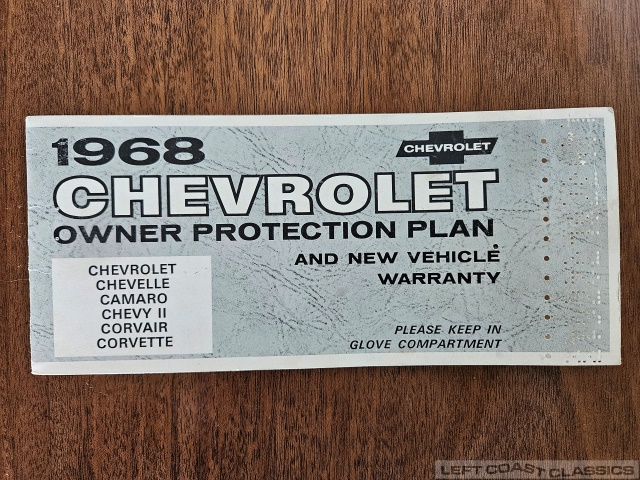 1968
CHEVROLET
CHEVROLET
OWNER PROTECTION PLAN
AND NEW VEHICLE
WARRANTY
CHEVROLET
CHEVELLE
CAMARO
CHEVY II
CORVAIR
CORVETTE
PLEASE KEEP IN
GLOVE COMPARTMENT
LEFT COAST CLASSICS